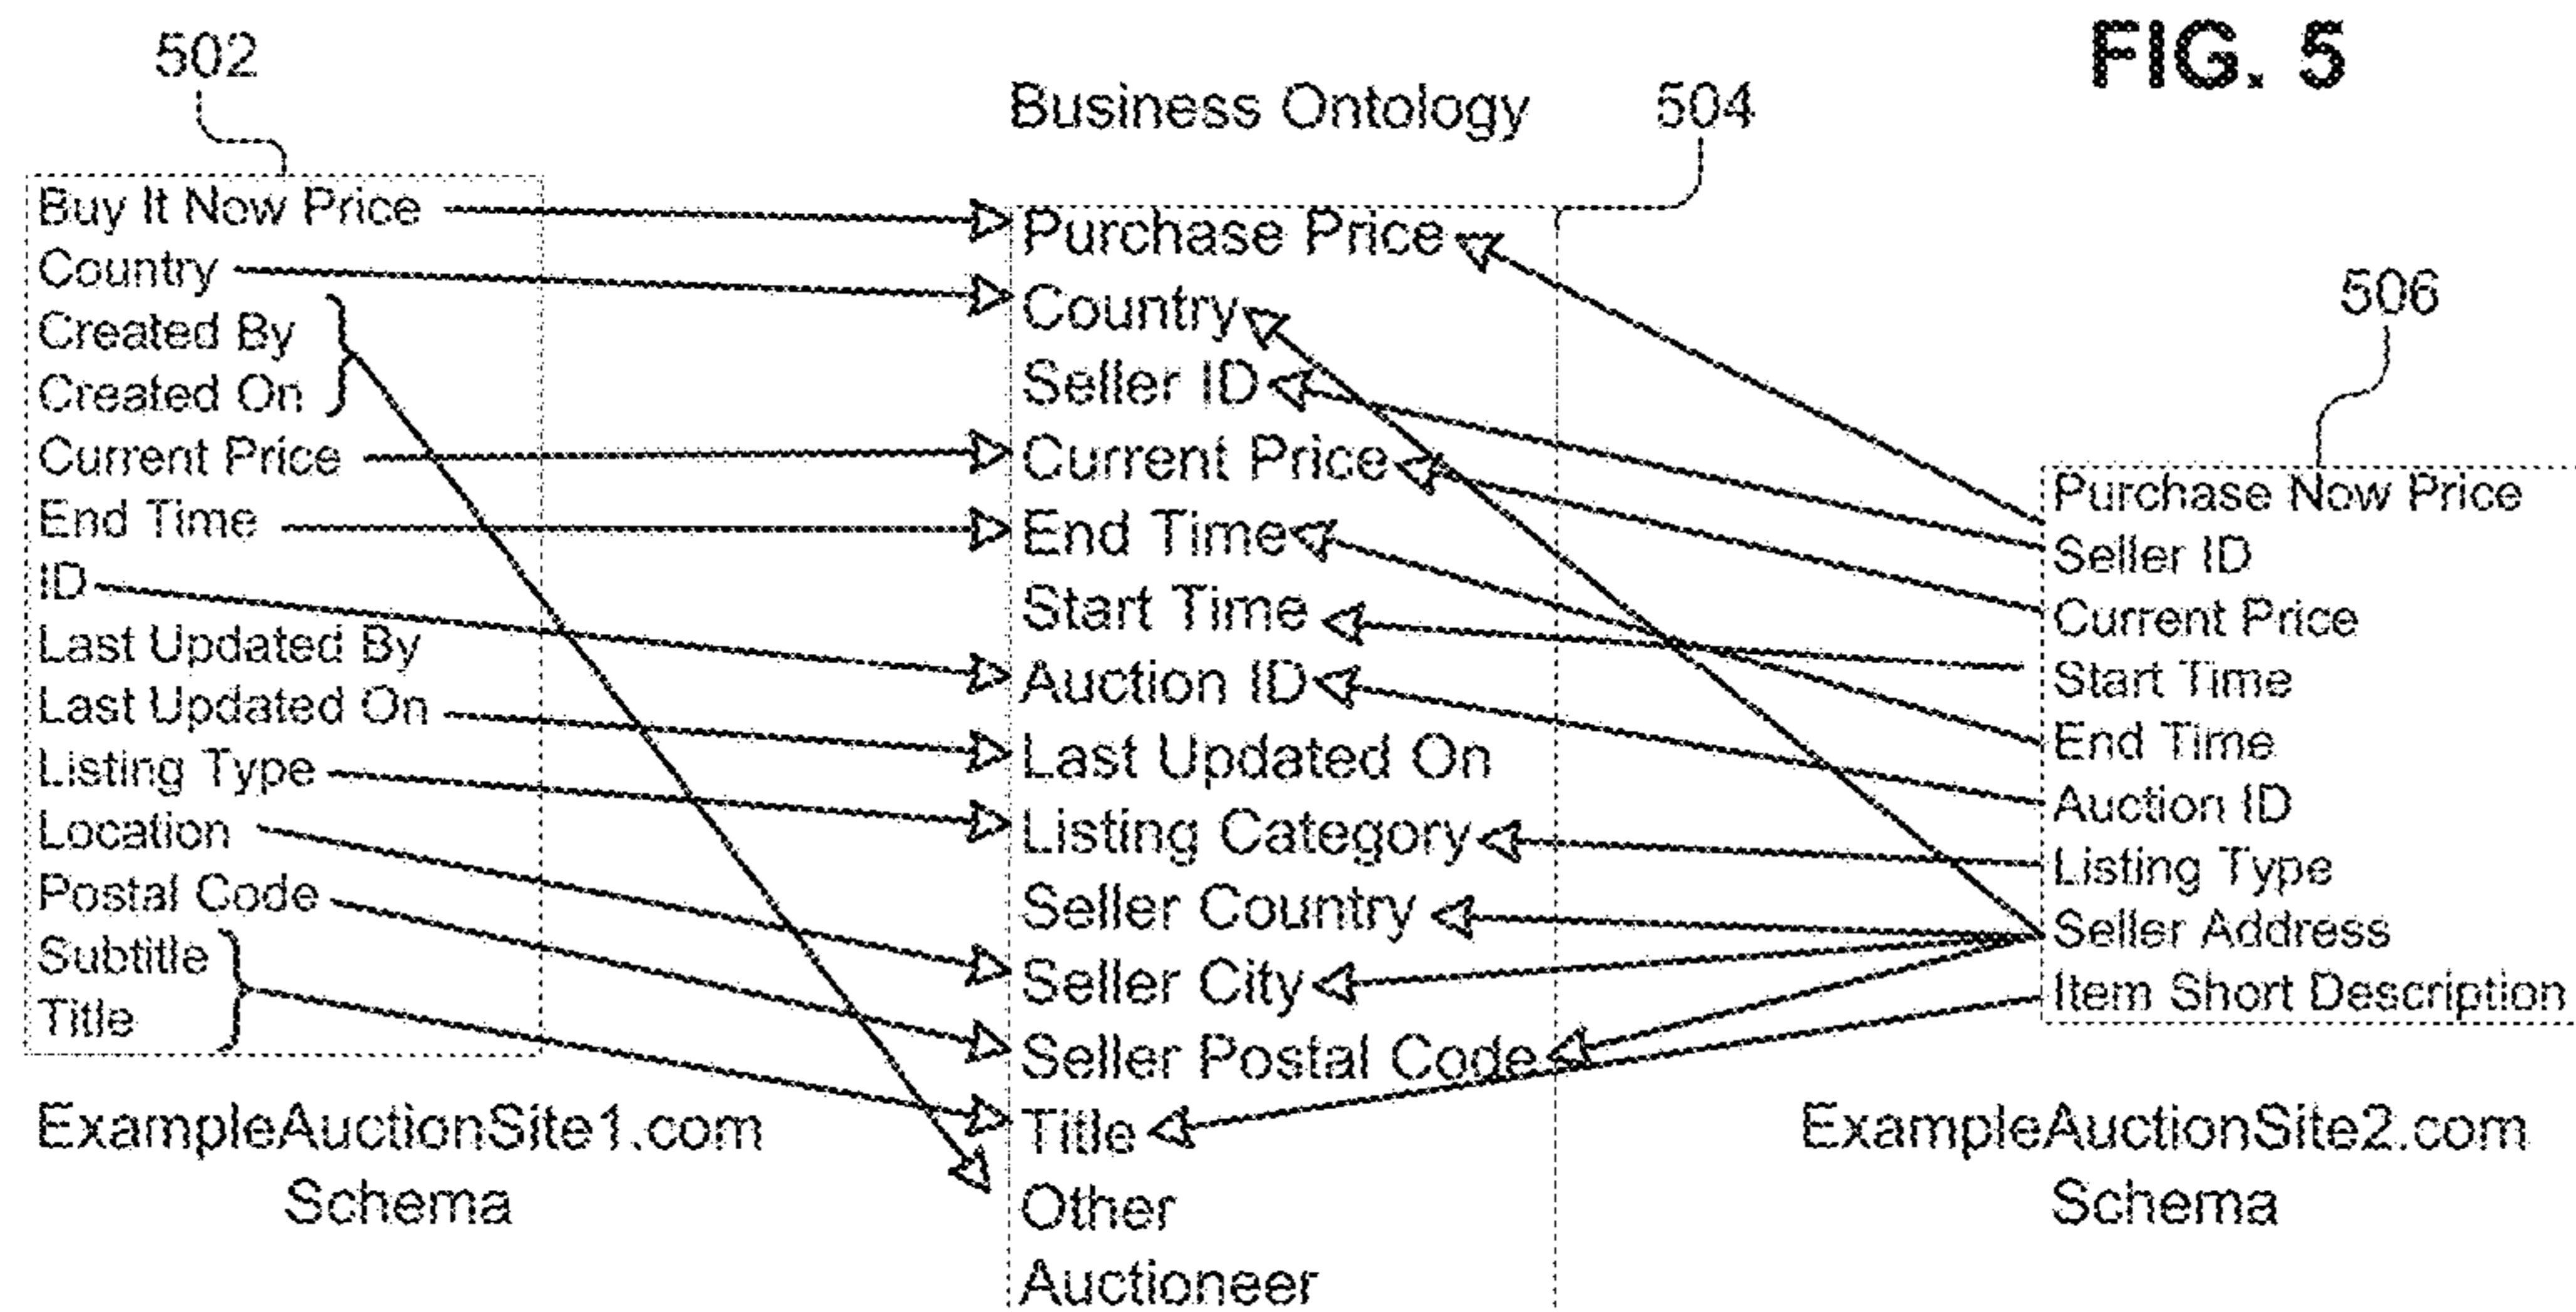 FIG. 5
502
Buy It Now Price
Country
Created By
Created On
Current Price
End Time
ID
Last Updated By
Last Updated On
Listing Type
Location
Postal Code
Subtitle
Title
ExampleAuctionSite1.com
Schema
Business Ontology
504
Purchase Price
Country
Seller ID
Current Price
End Time
Start Time
Auction ID
Last Updated On
Listing Category
Seller Country
Seller City
Seller Postal Code
Title
Other
Auctioneer
506
Purchase Now Price
Seller ID
Current Price
Start Time
End Time
Auction ID
Listing Type
Seller Address
Item Short Description
ExampleAuctionSite2.com
Schema